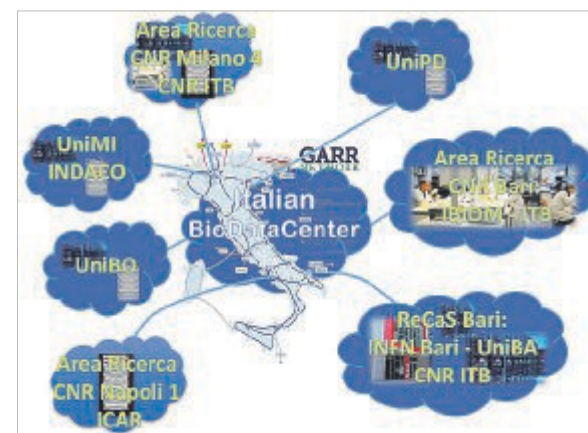 Area Ricerca
CNR Milano 4
CNR ITB
UniPD
UniMI
INDACO
GARR
Italian
BioDataCenter
Area Ricerca
CNR Bari:
ITB
UniBO
ReCaS Bari:
INFN Bari - UniBA
CNR ITB
Area Ricerca
CNR Napoli 1
ICAR